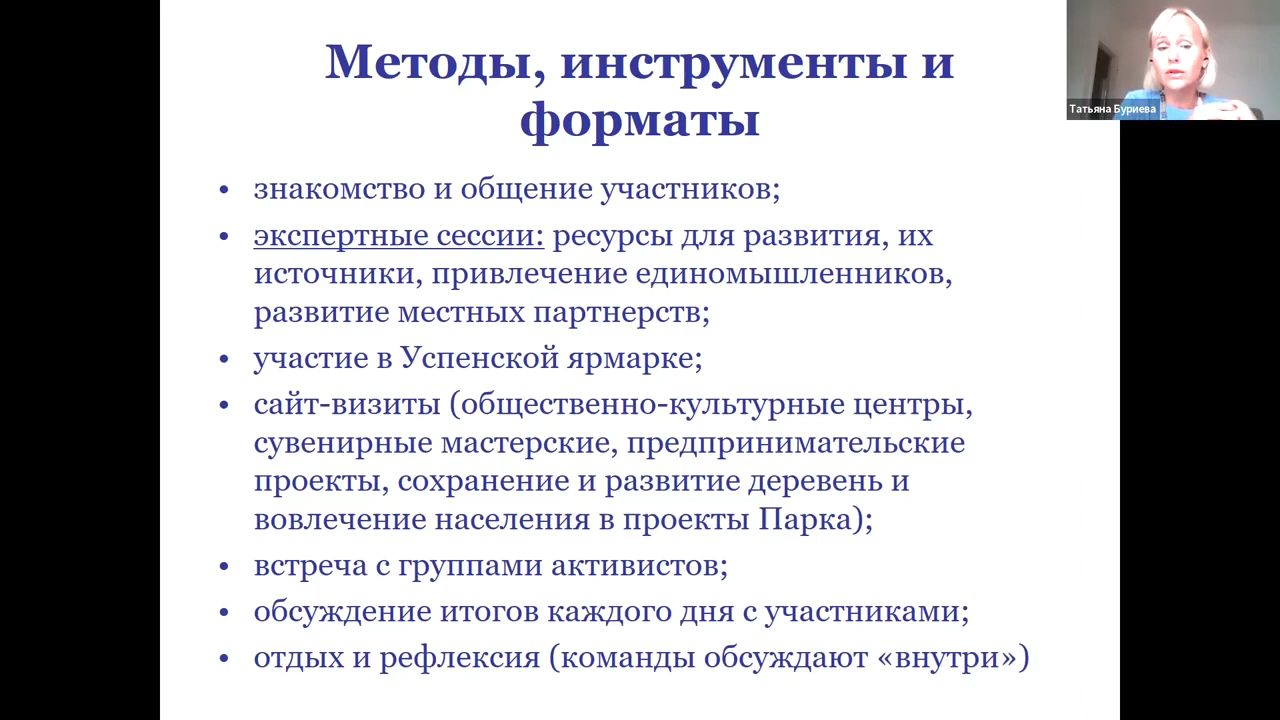 Методы, инструменты и
форматы
Татьяна Буриева
• знакомство и общение участников;
• экспертные сессии: ресурсы для развития, их
источники, привлечение единомышленников,
развитие местных партнерств;
• участие в Успенской ярмарке;
• сайт-визиты (общественно-культурные центры,
сувенирные мастерские, предпринимательские
проекты, сохранение и развитие деревень и
вовлечение населения в проекты Парка);
• встреча с группами активистов;
• обсуждение итогов каждого дня с участниками;
• отдых и рефлексия (команды обсуждают «внутри»)